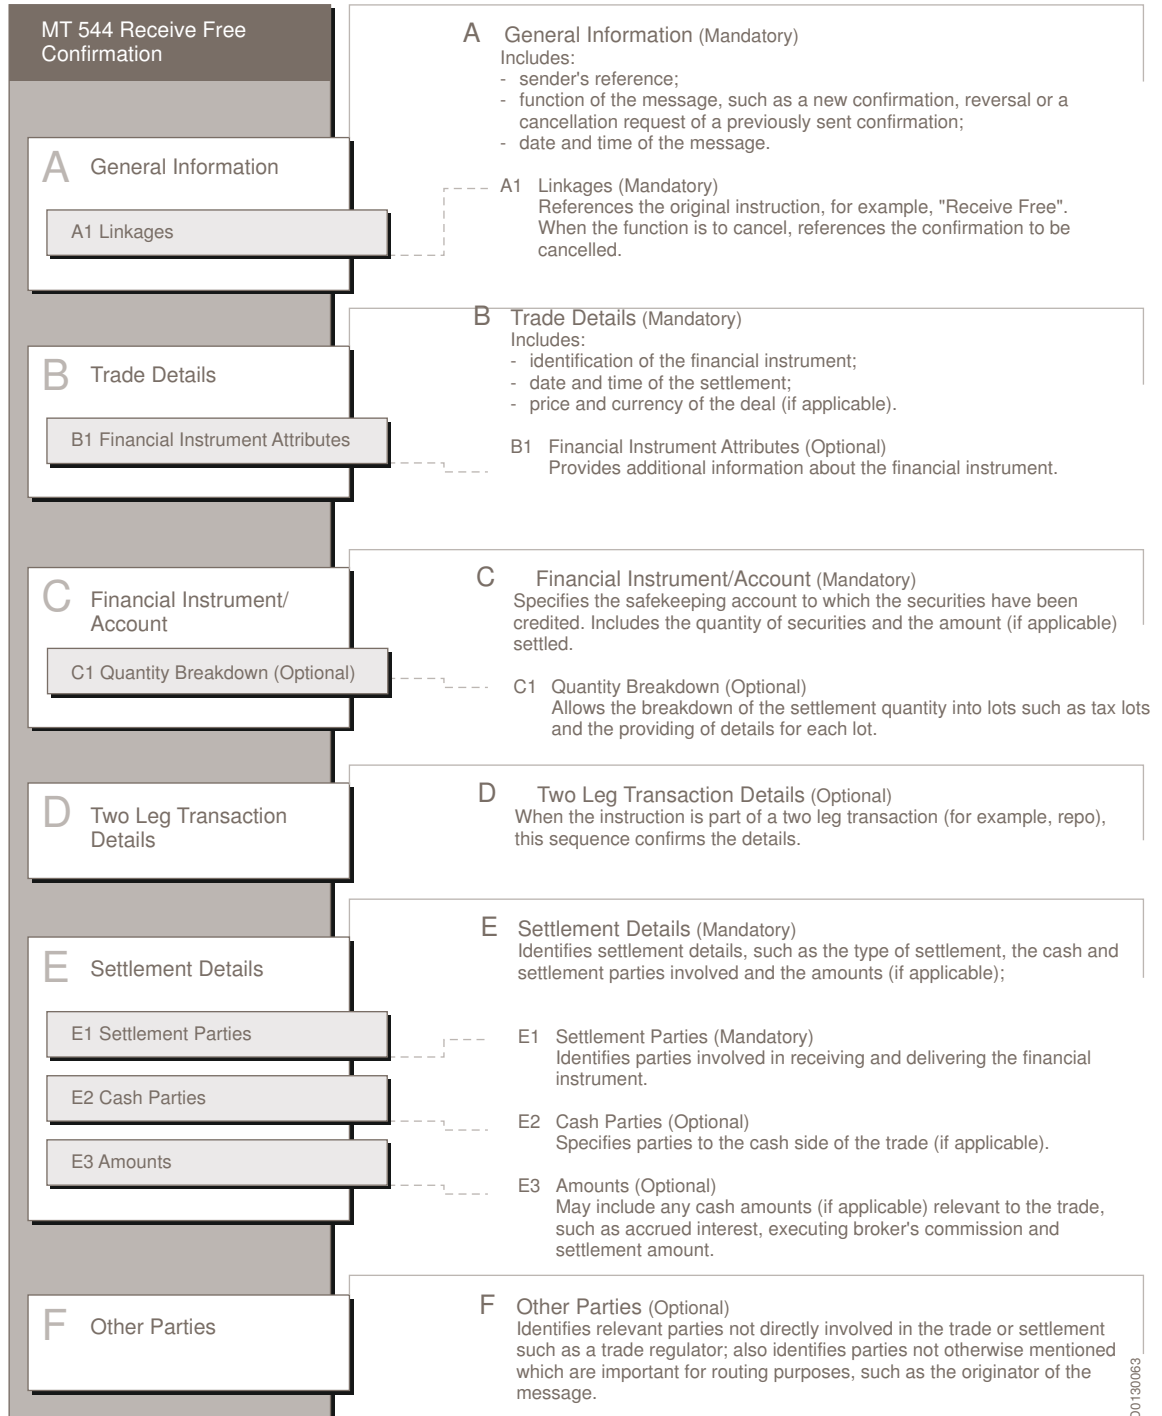 MT 544 Receive Free
Confirmation
A General Information
A1 Linkages
B Trade Details
B1 Financial Instrument Attributes
C Financial Instrument/
Account
C1 Quantity Breakdown (Optional)
D Two Leg Transaction
Details
E Settlement Details
E1 Settlement Parties
E2 Cash Parties
E3 Amounts
F Other Parties
A General Information (Mandatory)
Includes:
- sender's reference;
- function of the message, such as a new confirmation, reversal or a
cancellation request of a previously sent confirmation;
- date and time of the message.
A1 Linkages (Mandatory)
References the original instruction, for example, "Receive Free".
When the function is to cancel, references the confirmation to be
cancelled.
B Trade Details (Mandatory)
Includes:
- identification of the financial instrument;
- date and time of the settlement;
- price and currency of the deal (if applicable).
B1 Financial Instrument Attributes (Optional)
Provides additional information about the financial instrument.
C Financial Instrument/Account (Mandatory)
Specifies the safekeeping account to which the securities have been
credited. Includes the quantity of securities and the amount (if applicable)
settled.
C1 Quantity Breakdown (Optional)
Allows the breakdown of the settlement quantity into lots such as tax lots
and the providing of details for each lot.
D Two Leg Transaction Details (Optional)
When the instruction is part of a two leg transaction (for example, repo),
this sequence confirms the details.
E Settlement Details (Mandatory)
Identifies settlement details, such as the type of settlement, the cash and
settlement parties involved and the amounts (if applicable);
E1 Settlement Parties (Mandatory)
Identifies parties involved in receiving and delivering the financial
instrument.
E2 Cash Parties (Optional)
Specifies parties to the cash side of the trade (if applicable).
E3 Amounts (Optional)
May include any cash amounts (if applicable) relevant to the trade,
such as accrued interest, executing broker's commission and
settlement amount.
F Other Parties (Optional)
Identifies relevant parties not directly involved in the trade or settlement
such as a trade regulator; also identifies parties not otherwise mentioned
which are important for routing purposes, such as the originator of the
message.
D0130063